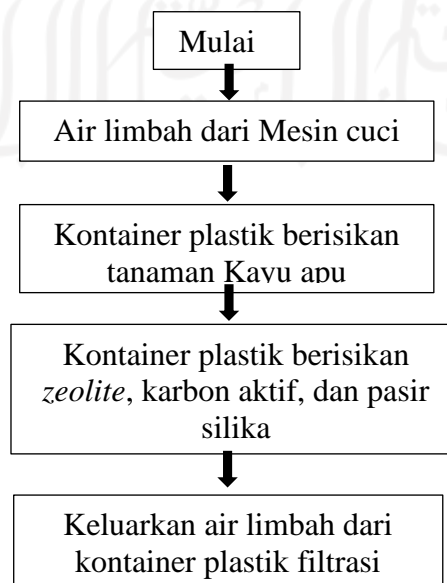 Mulai
Air limbah dari Mesin cuci
Kontainer plastik berisikan
tanaman Kayu apu
Kontainer plastik berisikan
zeolite, karbon aktif, dan pasir
silika
Keluarkan air limbah dari
kontainer plastik filtrasi